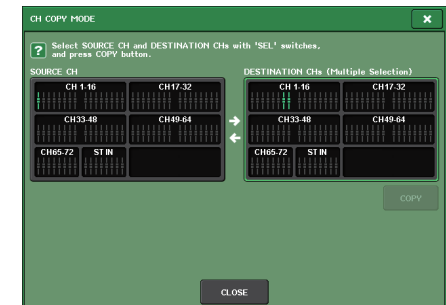 CH COPY MODE
Select SOURCE CH and DESTINATION CHs with 'SEL' switches,
and press COPY button.
SOURCE CH
CH 1-16 CH17-32
CH33-48 CH49-64
CH65-72 ST IN
DESTINATION CHs (Multiple Selection)
CH 1-16 CH17-32
CH33-48 CH49-64
CH65-72 ST IN
COPY
CLOSE